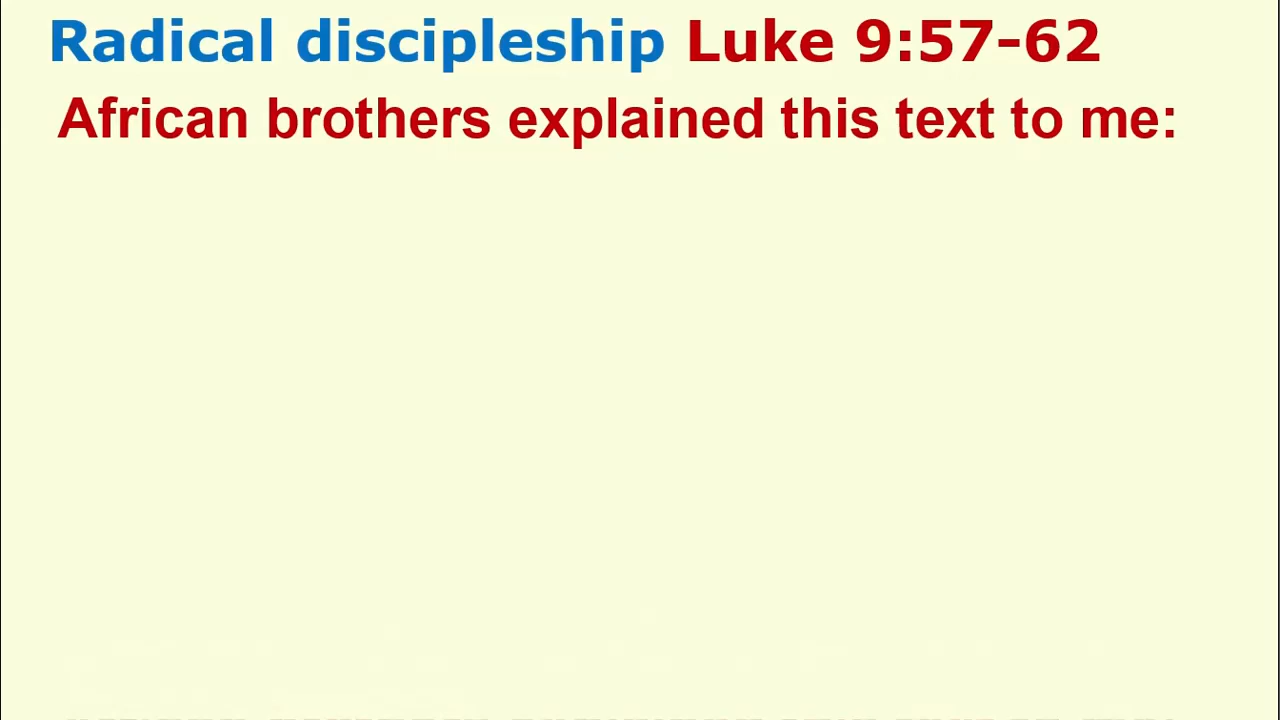 Radical discipleship Luke 9:57-62
African brothers explained this text to me: